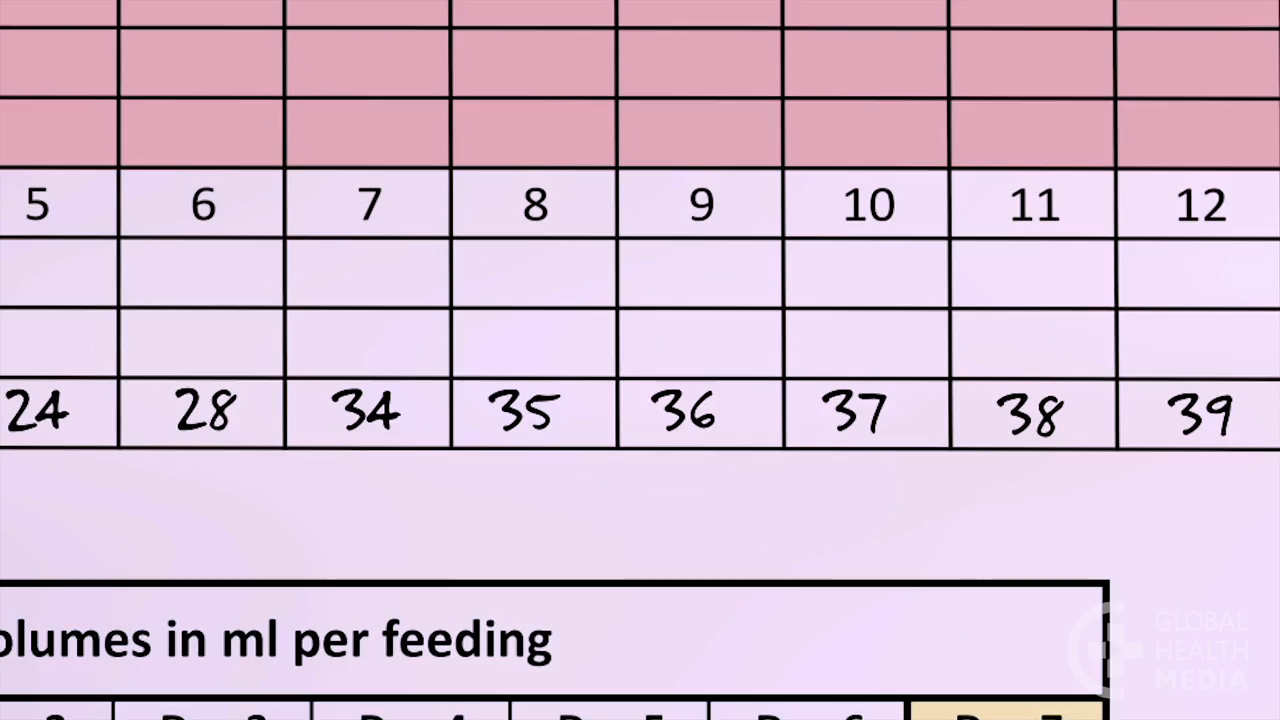 5 6 7 8 9 10 11 12
24 28 34 35 36 37 38 39
olumes in ml per feeding
GLOBAL
HEALTH
MEDIA